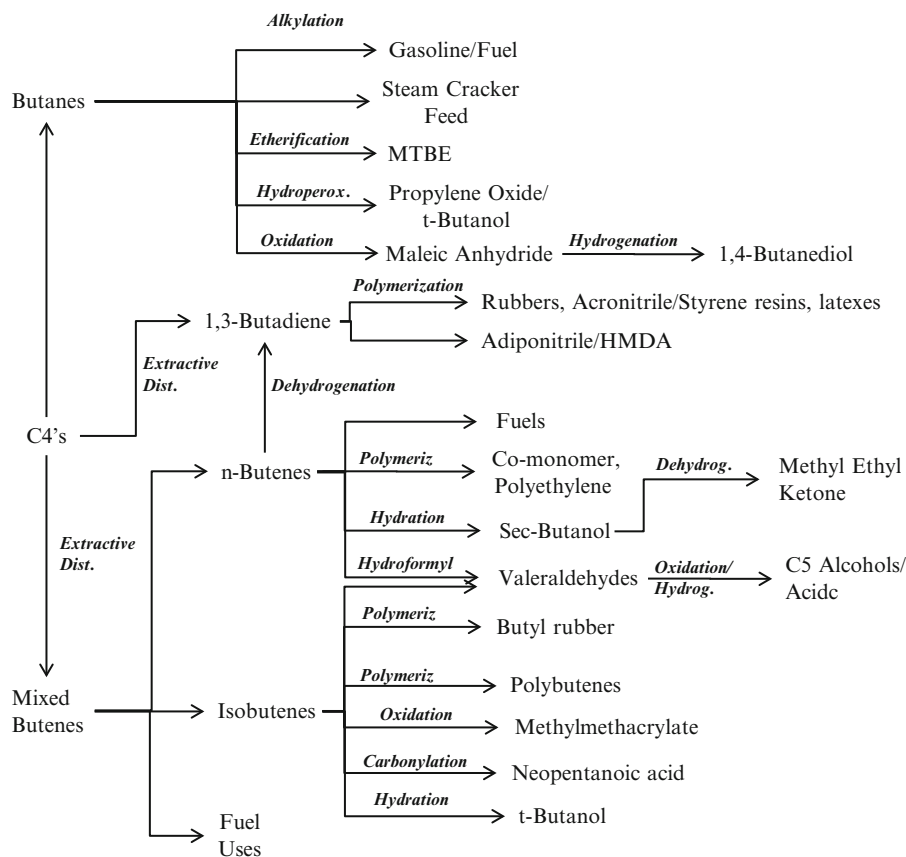 Alkylation
Gasoline/Fuel
Butanes
Steam Cracker
Feed
Etherification
MTBE
Hydroperox.
Propylene Oxide/
t-Butanol
Oxidation
Maleic Anhydride
Hydrogenation
1,4-Butanediol
Polymerization
Rubbers, Acronitrile/Styrene resins, latexes
1,3-Butadiene
Adiponitrile/HMDA
Extractive
Dist.
Dehydrogenation
C4's
Fuels
n-Butenes
Polymeriz
Co-monomer,
Polyethylene
Dehydrog.
Methyl Ethyl
Ketone
Hydration
Sec-Butanol
Extractive
Dist.
Hydroformyl
Valeraldehydes
Oxidation/
Hydrog.
C5 Alcohols/
Acidc
Polymeriz
Butyl rubber
Mixed
Butenes
Isobutenes
Polymeriz
Polybutenes
Oxidation
Methylmethacrylate
Carbonylation
Neopentanoic acid
Hydration
t-Butanol
Fuel
Uses